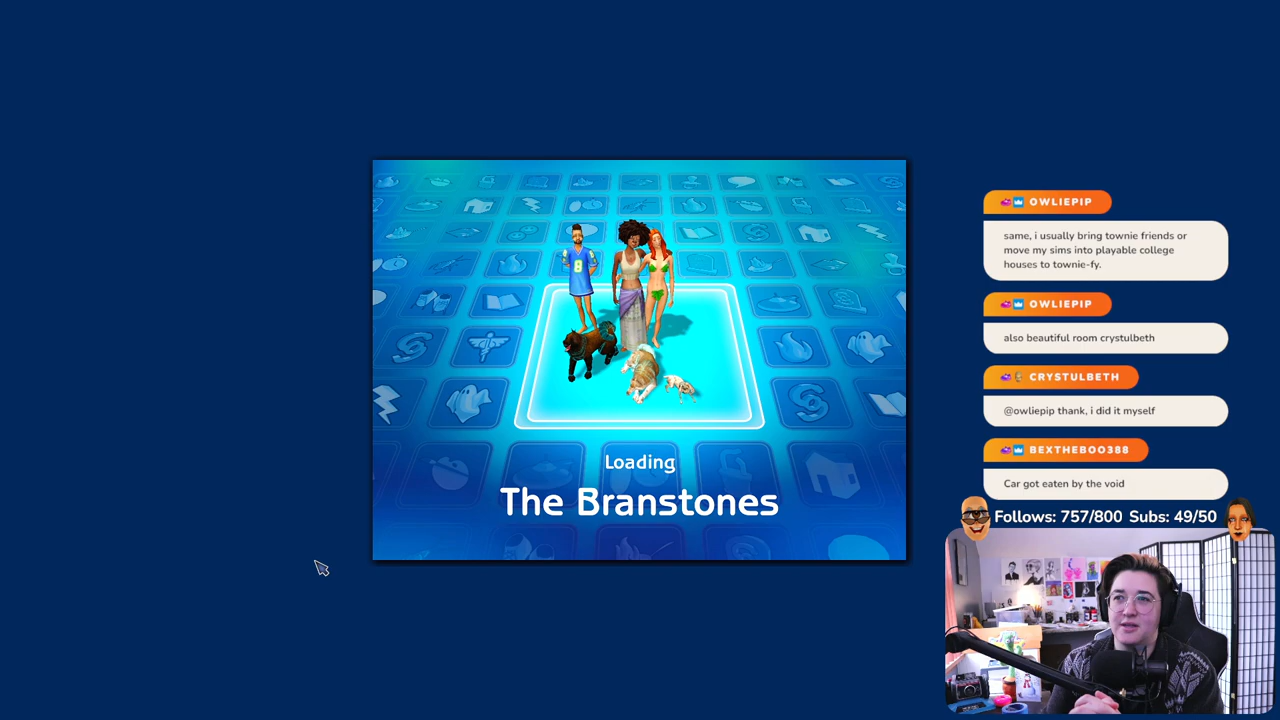 OWLIEPIP
same, i usually bring townie friends or
move my sims into playable college
houses to townie-fy.
OWLIEPIP
also beautiful room crystulbeth
CRYSTULBETH
@owliepip thank, i did it myself
BEXTHEBOO388
Car got eaten by the void
Follows: 757/800 Subs: 49/50
8
Loading
The Branstones